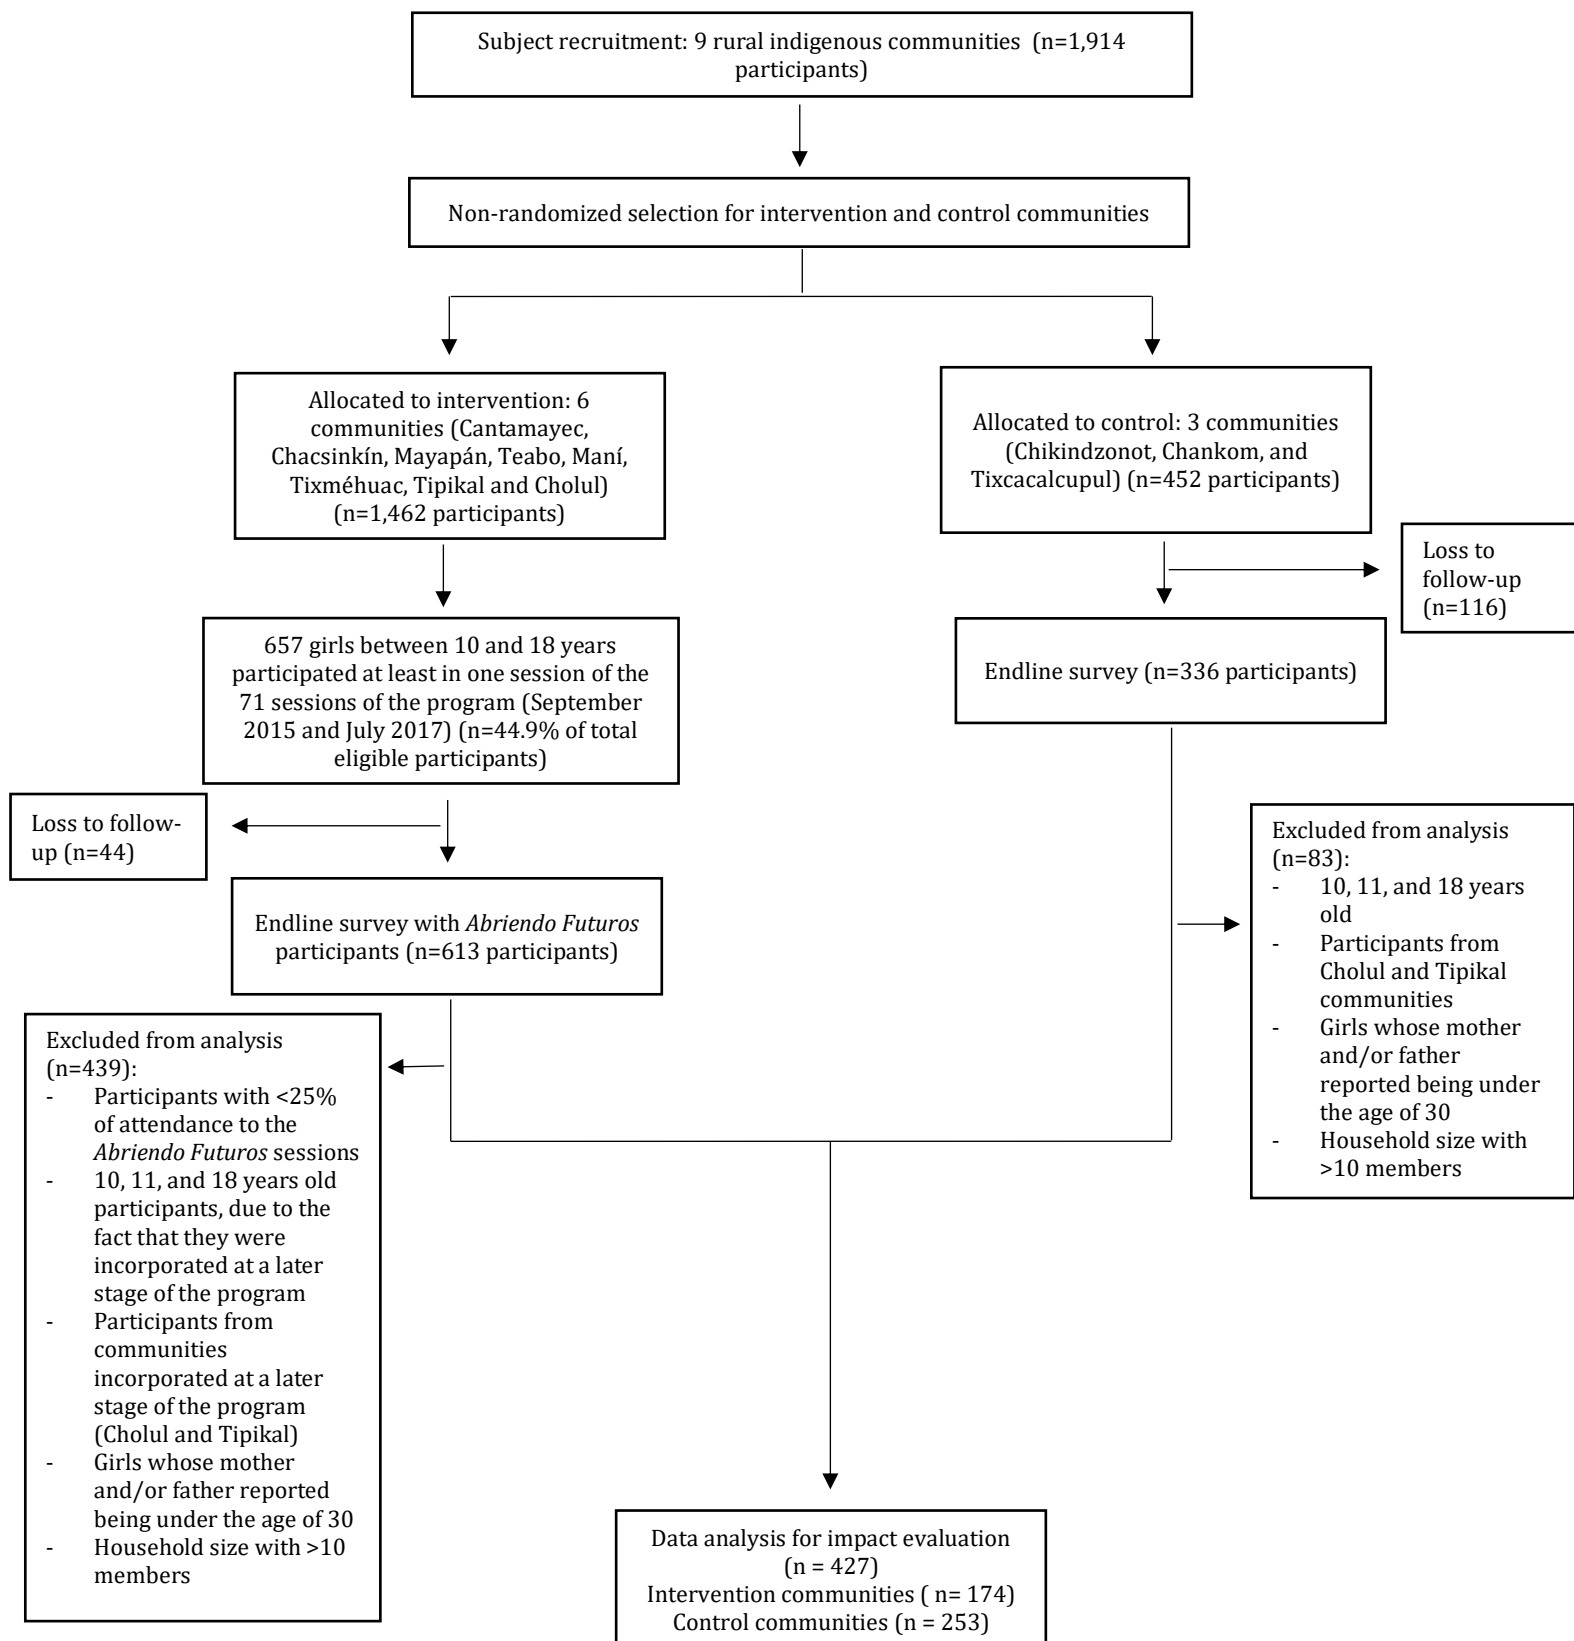 Subject recruitment: 9 rural indigenous communities (n=1,914
participants)
Non-randomized selection for intervention and control communities
Allocated to intervention: 6
communities (Cantamayec,
Chacsinkín, Mayapán, Teabo, Maní,
Tixméhuac, Tipikal and Cholul)
(n=1,462 participants)
Allocated to control: 3 communities
(Chikindzonot, Chankom, and
Tixcacalcupul) (n=452 participants)
Loss to
follow-up
(n=116)
657 girls between 10 and 18 years
participated at least in one session of the
71 sessions of the program (September
2015 and July 2017) (n=44.9% of total
eligible participants)
Endline survey (n=336 participants)
Loss to follow-
up (n=44)
Endline survey with Abriendo Futuros
participants (n=613 participants)
Excluded from analysis
(n=83):
- 10, 11, and 18 years
old
- Participants from
Cholul and Tipikal
communities
- Girls whose mother
and/or father
reported being under
the age of 30
- Household size with
>10 members
Excluded from analysis
(n=439):
- Participants with <25%
of attendance to the
Abriendo Futuros sessions
- 10, 11, and 18 years old
participants, due to the
fact that they were
incorporated at a later
stage of the program
- Participants from
communities
incorporated at a later
stage of the program
(Cholul and Tipikal)
- Girls whose mother
and/or father reported
being under the age of 30
- Household size with >10
members
Data analysis for impact evaluation
(n = 427)
Intervention communities ( n= 174)
Control communities (n = 253)